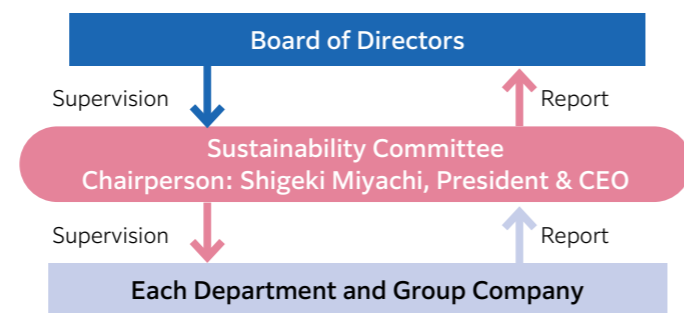 Board of Directors
Supervision
Report
Sustainability Committee
Chairperson: Shigeki Miyachi, President & CEO
Supervision
Report
Each Department and Group Company